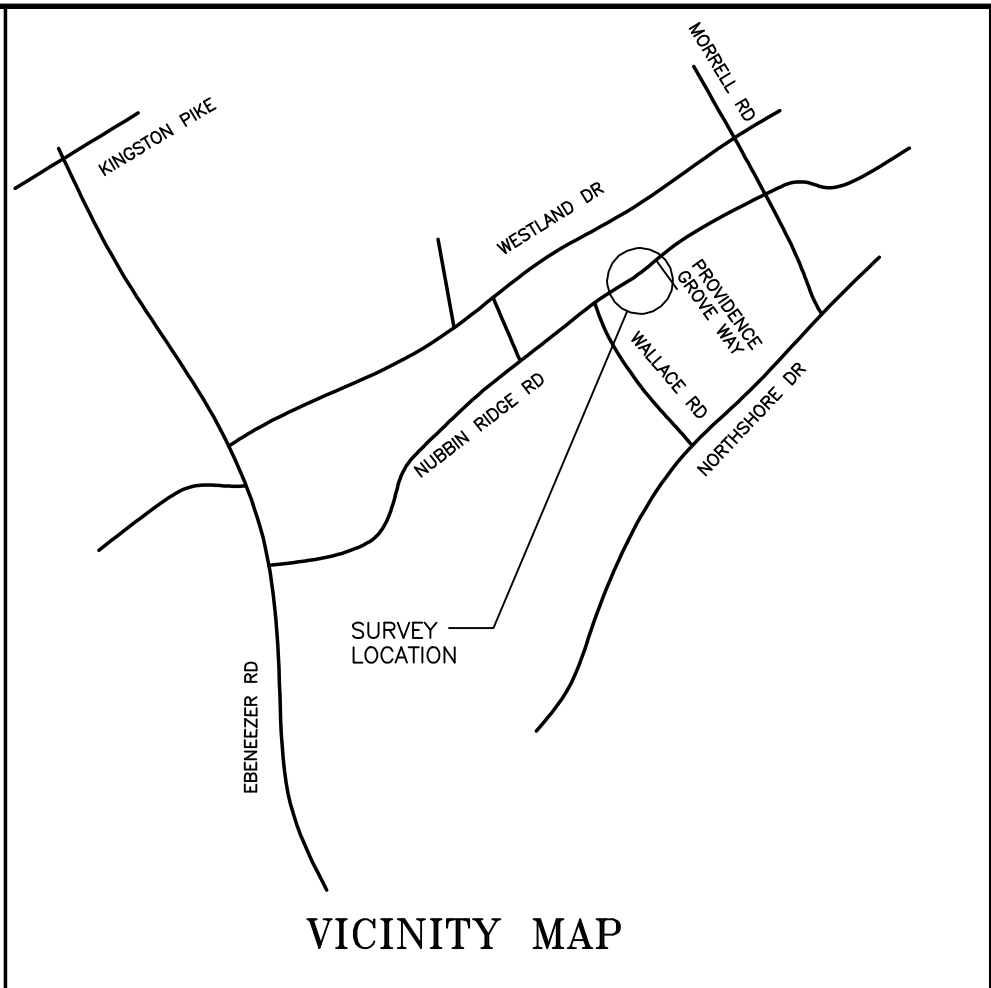 MORRELL RD
KINGSTON PIKE
WESTLAND DR
PROVIDENCE
GROVE WAY
WALLACE RD
NUBBIN RIDGE RD
NORTHSHORE DR
SURVEY
LOCATION
EBENEEZER RD
VICINITY MAP